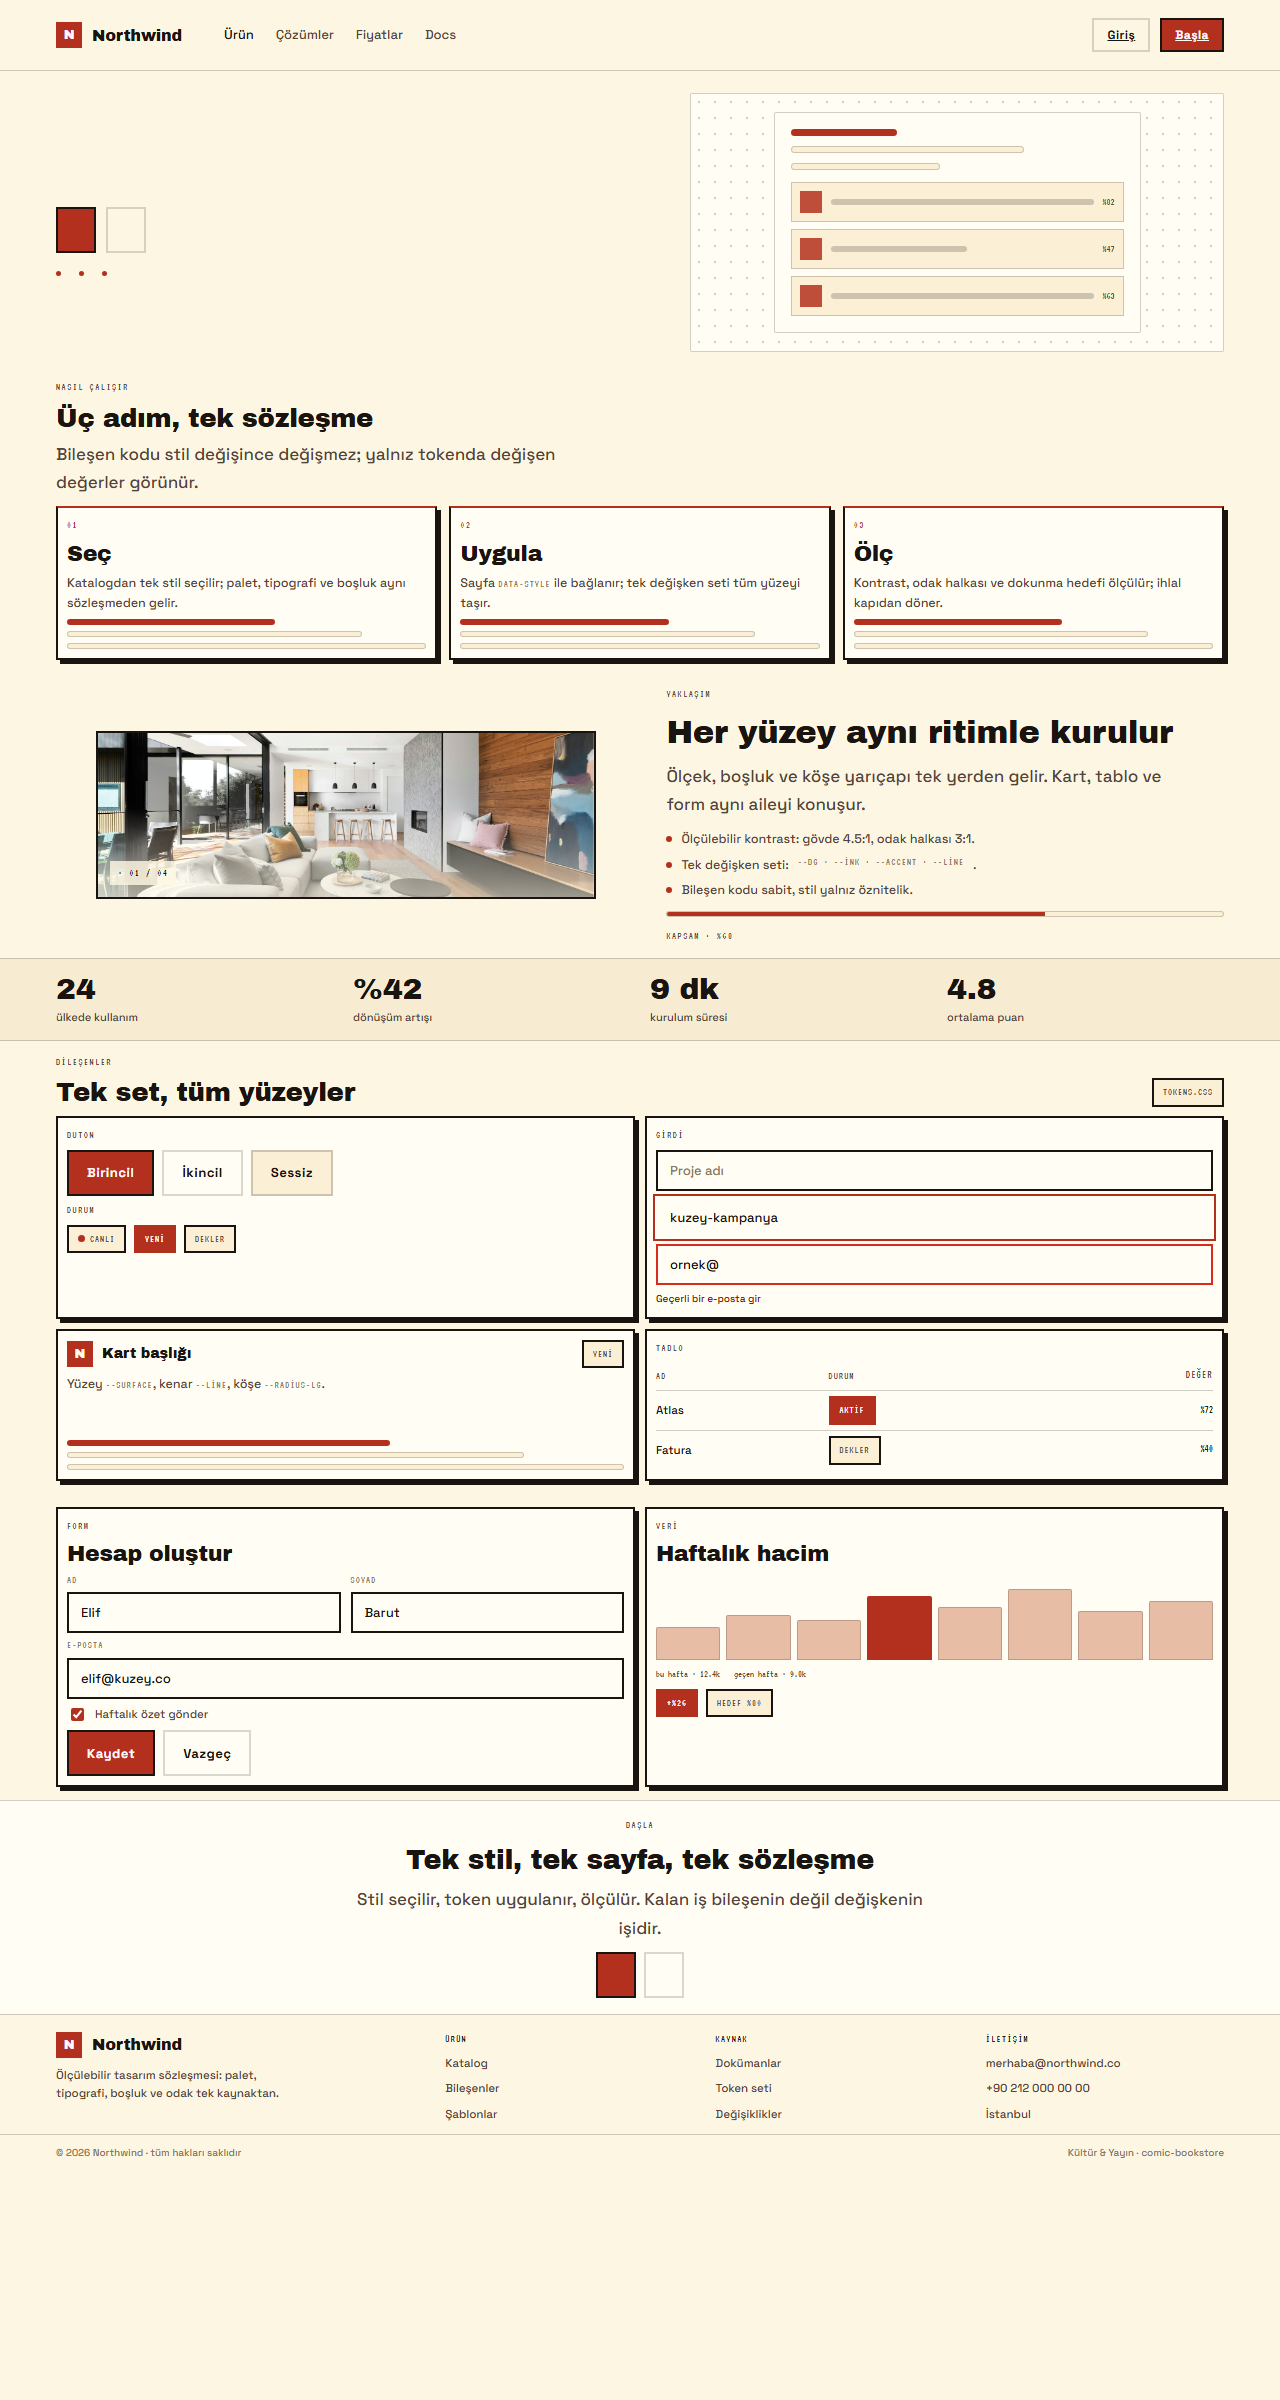 N Northwind Ürün Çözümler Fiyatlar Docs Giriş Başla
%82
%47
%63
NASIL ÇALIŞIR
Üç adım, tek sözleşme
Bileşen kodu stil değişince değişmez; yalnız tokenda değişen
değerler görünür.
01
Seç
Katalogdan tek stil seçilir; palet, tipografi ve boşluk aynı
sözleşmeden gelir.
02
Uygula
Sayfa DATA-STYLE ile bağlanır; tek değişken seti tüm yüzeyi
taşır.
03
Ölç
Kontrast, odak halkası ve dokunma hedefi ölçülür; ihlal
kapıdan döner.
· 01 / 04
YAKLAŞIM
Her yüzey aynı ritimle kurulur
Ölçek, boşluk ve köşe yarıçapı tek yerden gelir. Kart, tablo ve
form aynı aileyi konuşur.
Ölçülebilir kontrast: gövde 4.5:1, odak halkası 3:1.
Tek değişken seti: --BG · --İNK · --ACCENT · --LİNE .
Bileşen kodu sabit, stil yalnız öznitelik.
KAPSAM · %68
24
ülkede kullanım
%42
dönüşüm artışı
9 dk
kurulum süresi
4.8
ortalama puan
BİLEŞENLER
Tek set, tüm yüzeyler
TOKENS.CSS
BUTON
Birincil İkincil Sessiz
DURUM
CANLI YENİ BEKLER
GİRDİ
Proje adı
kuzey-kampanya
ornek@
Geçerli bir e-posta gir
N Kart başlığı YENİ
Yüzey --SURFACE, kenar --LİNE, köşe --RADİUS-LG.
TABLO
AD DURUM DEĞER
Atlas AKTİF %72
Fatura BEKLER %40
FORM
Hesap oluştur
AD SOYAD
Elif Barut
E-POSTA
elif@kuzey.co
Haftalık özet gönder
Kaydet Vazgeç
VERİ
Haftalık hacim
bu hafta · 12.4k geçen hafta · 9.8k
+%26 HEDEF %80
BAŞLA
Tek stil, tek sayfa, tek sözleşme
Stil seçilir, token uygulanır, ölçülür. Kalan iş bileşenin değil değişkenin
işidir.
N Northwind
Ölçülebilir tasarım sözleşmesi: palet,
tipografi, boşluk ve odak tek kaynaktan.
ÜRÜN
Katalog
Bileşenler
Şablonlar
KAYNAK
Dokümanlar
Token seti
Değişiklikler
İLETİŞİM
merhaba@northwind.co
+90 212 000 00 00
İstanbul
© 2026 Northwind · tüm hakları saklıdır
Kültür & Yayın · comic-bookstore